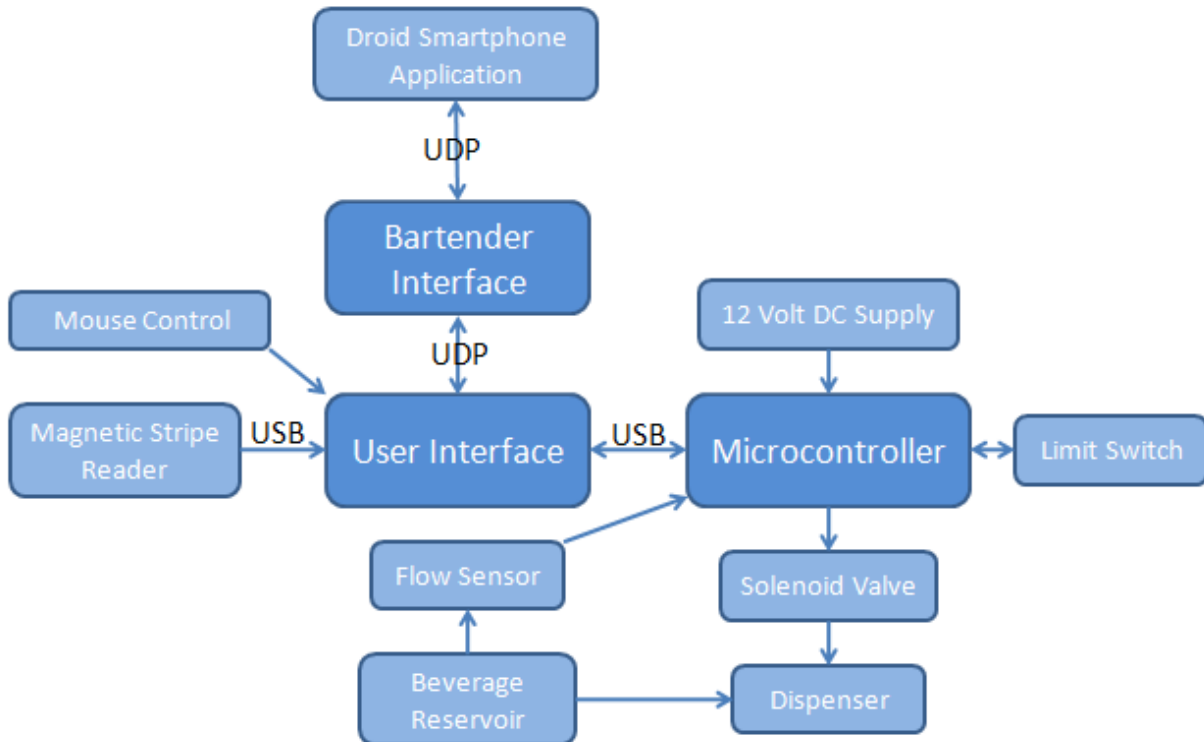 Droid Smartphone
Application
UDP
Bartender
Interface
Mouse Control
12 Volt DC Supply
UDP
Magnetic Stripe
Reader
USB
User Interface
USB
Microcontroller
Limit Switch
Flow Sensor
Solenoid Valve
Beverage
Reservoir
Dispenser